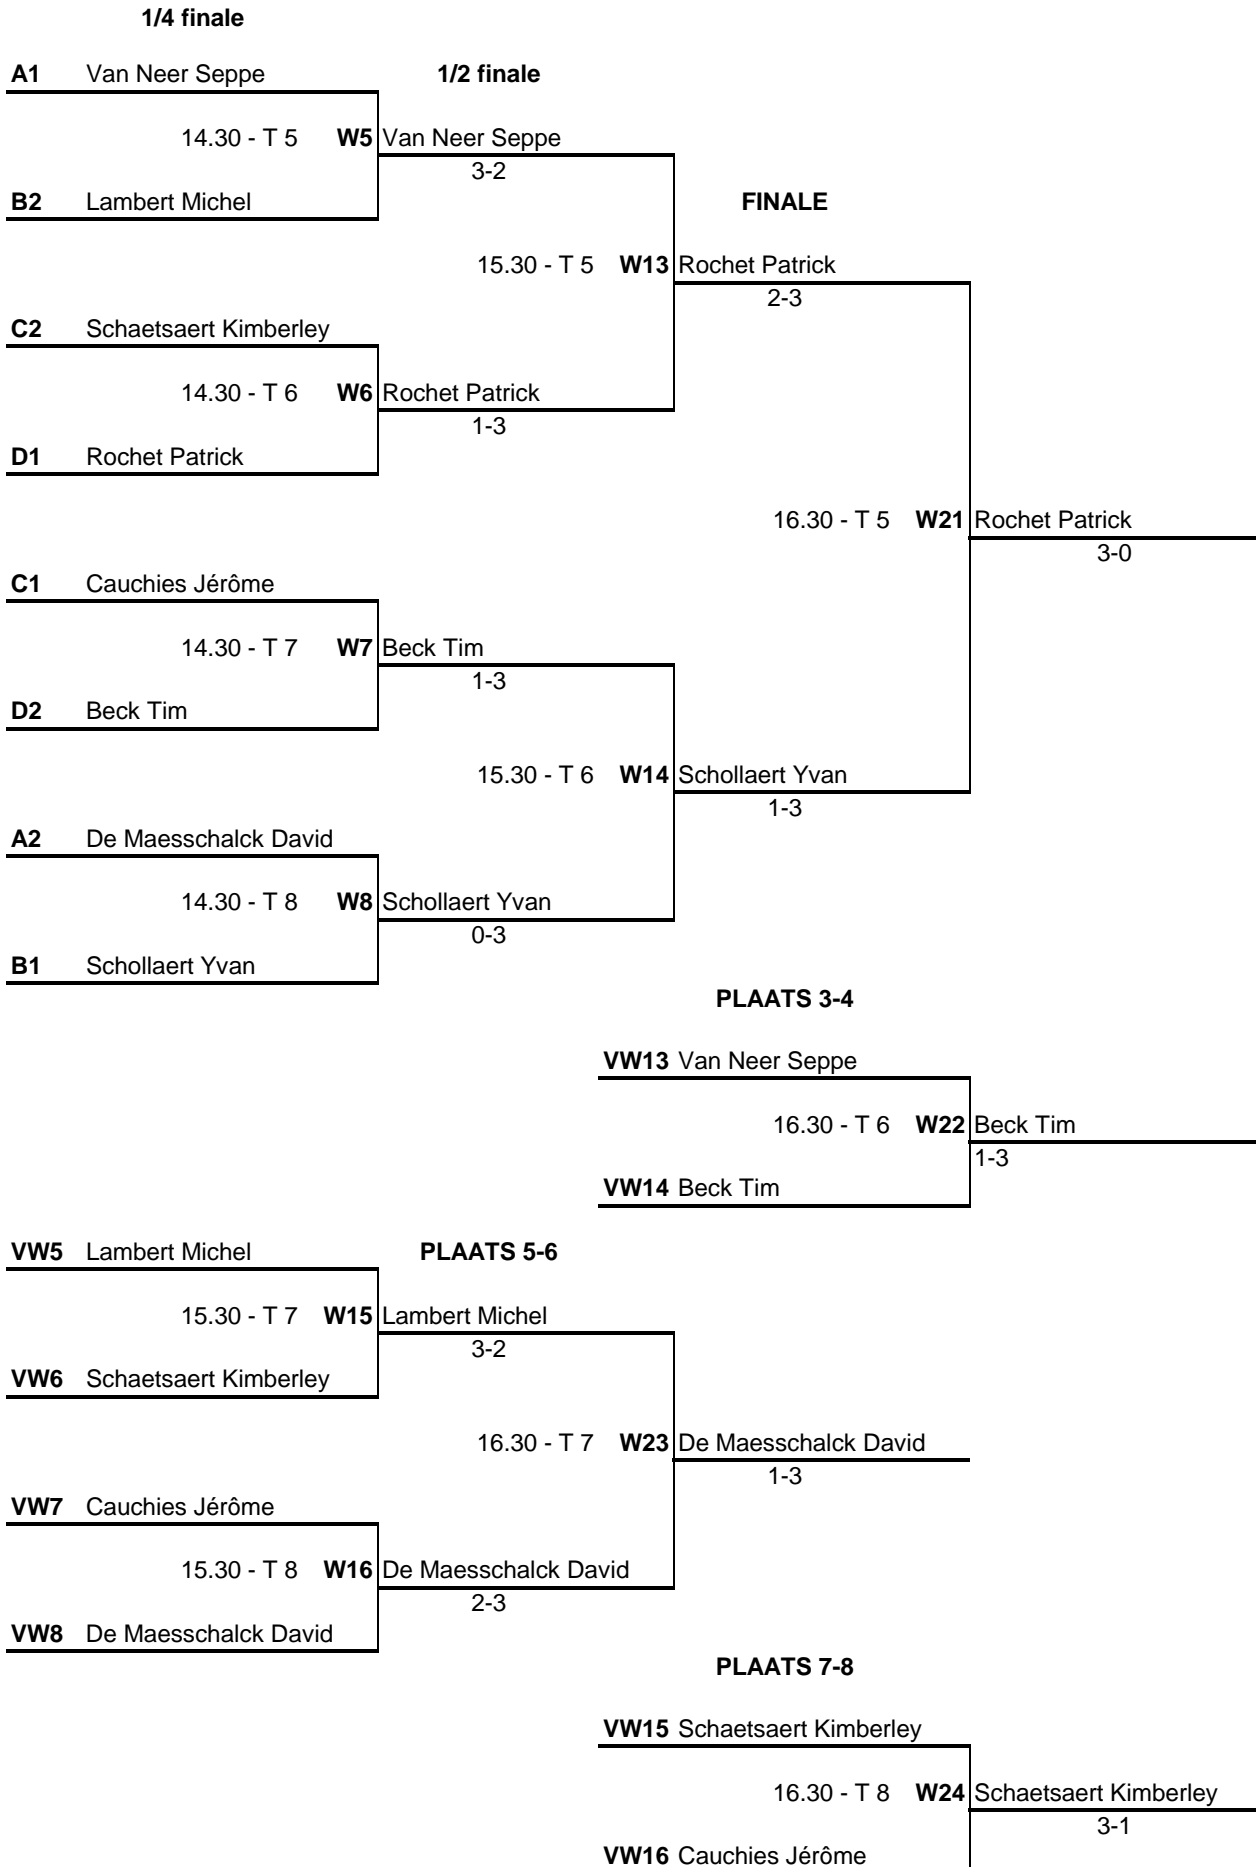 1/4 finale
A1 Van Neer Seppe 1/2 finale
14.30 - T 5 W5 Van Neer Seppe
3-2
B2 Lambert Michel FINALE
15.30 - T 5 W13 Rochet Patrick
2-3
C2 Schaetsaert Kimberley
14.30 - T 6 W6 Rochet Patrick
1-3
D1 Rochet Patrick
16.30 - T 5 W21 Rochet Patrick
3-0
C1 Cauchies Jérôme
14.30 - T 7 W7 Beck Tim
1-3
D2 Beck Tim
15.30 - T 6 W14 Schollaert Yvan
1-3
A2 De Maesschalck David
14.30 - T 8 W8 Schollaert Yvan
0-3
B1 Schollaert Yvan
PLAATS 3-4
VW13 Van Neer Seppe
16.30 - T 6 W22 Beck Tim
1-3
VW14 Beck Tim
VW5 Lambert Michel PLAATS 5-6
15.30 - T 7 W15 Lambert Michel
3-2
VW6 Schaetsaert Kimberley
16.30 - T 7 W23 De Maesschalck David
1-3
VW7 Cauchies Jérôme
15.30 - T 8 W16 De Maesschalck David
2-3
VW8 De Maesschalck David
PLAATS 7-8
VW15 Schaetsaert Kimberley
16.30 - T 8 W24 Schaetsaert Kimberley
3-1
VW16 Cauchies Jérôme